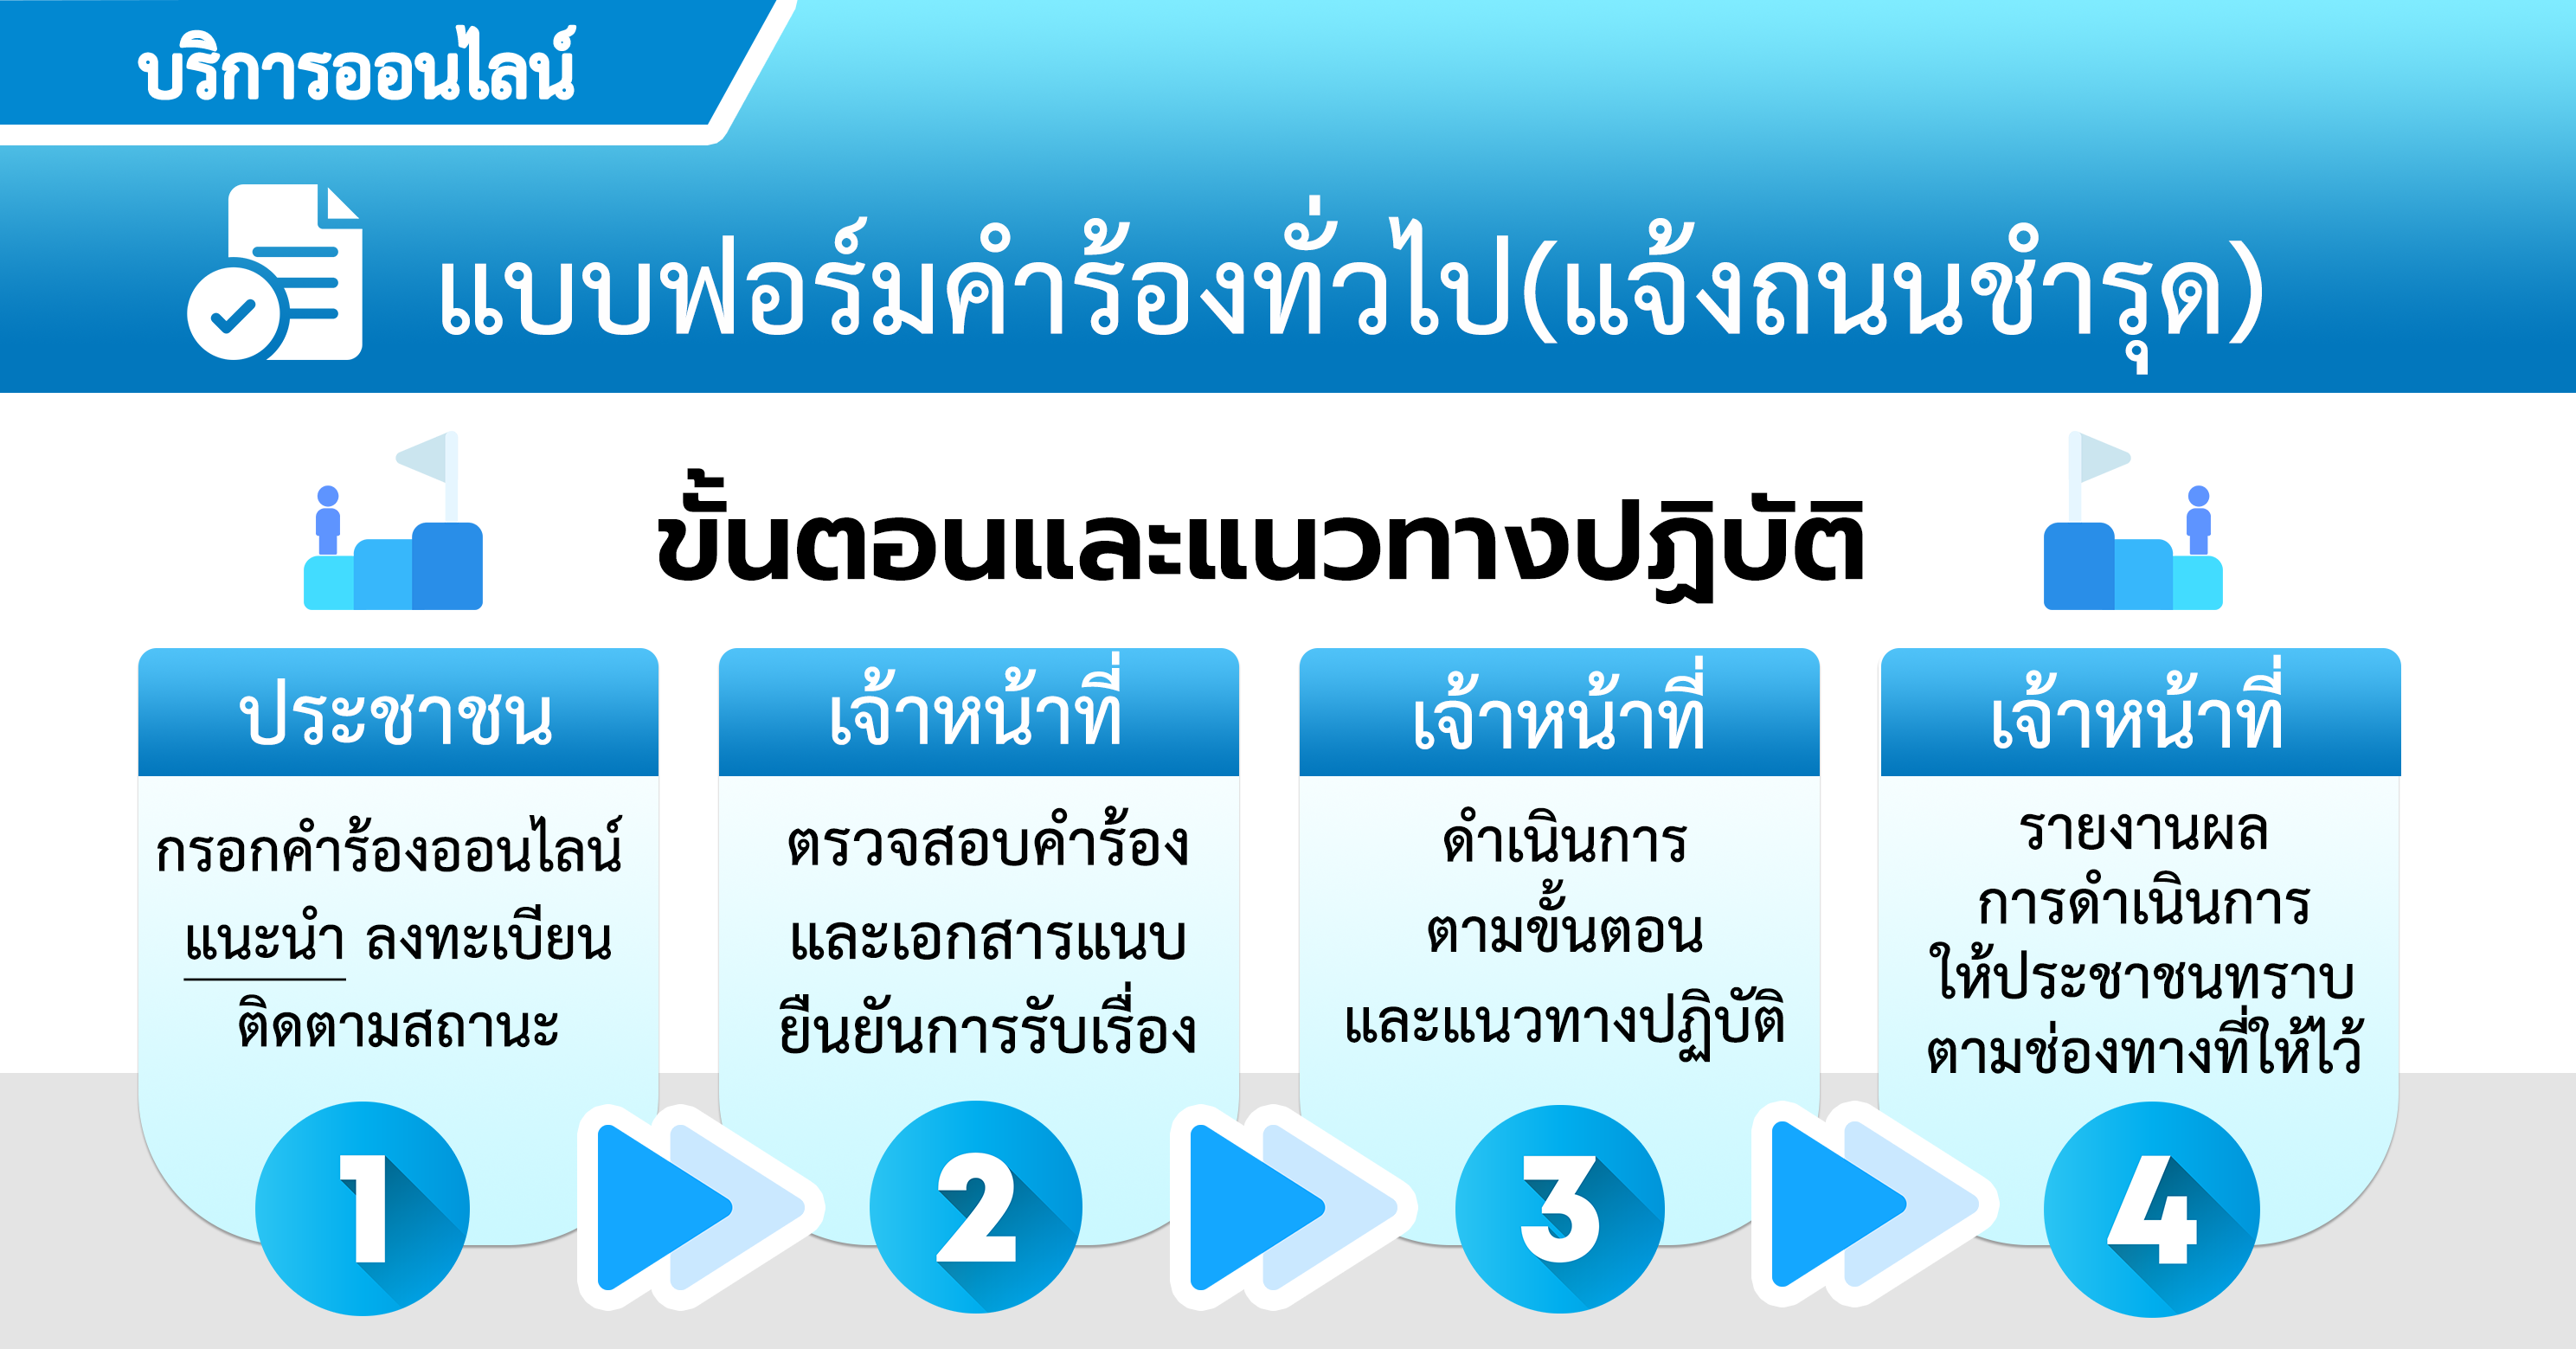 บริการออนไลน์
แบบฟอร์มคำร้องทั่วไป(แจ้งถนนชำรุด)
ขั้นตอนและแนวทางปฏิบัติ
ประชาชน
กรอกคำร้องออนไลน์
แนะนำ ลงทะเบียน
ติดตามสถานะ
1
เจ้าหน้าที่
ตรวจสอบคำร้อง
และเอกสารแนบ
ยืนยันการรับเรื่อง
2
เจ้าหน้าที่
ดำเนินการ
ตามขั้นตอน
และแนวทางปฏิบัติ
3
เจ้าหน้าที่
รายงานผล
การดำเนินการ
ให้ประชาชนทราบ
ตามช่องทางที่ให้ไว้
4